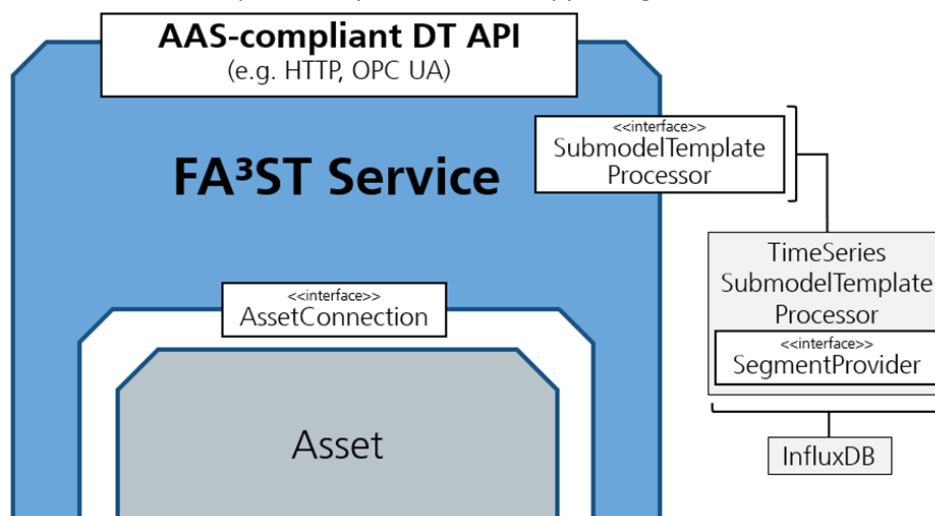 AAS-compliant DT API
(e.g. HTTP, OPC UA)
<<interface>>
SubmodelTemplate
Processor
FA³ST Service
TimeSeries
SubmodelTemplate
Processor
<<interface>>
SegmentProvider
<<interface>>
AssetConnection
Asset
InfluxDB